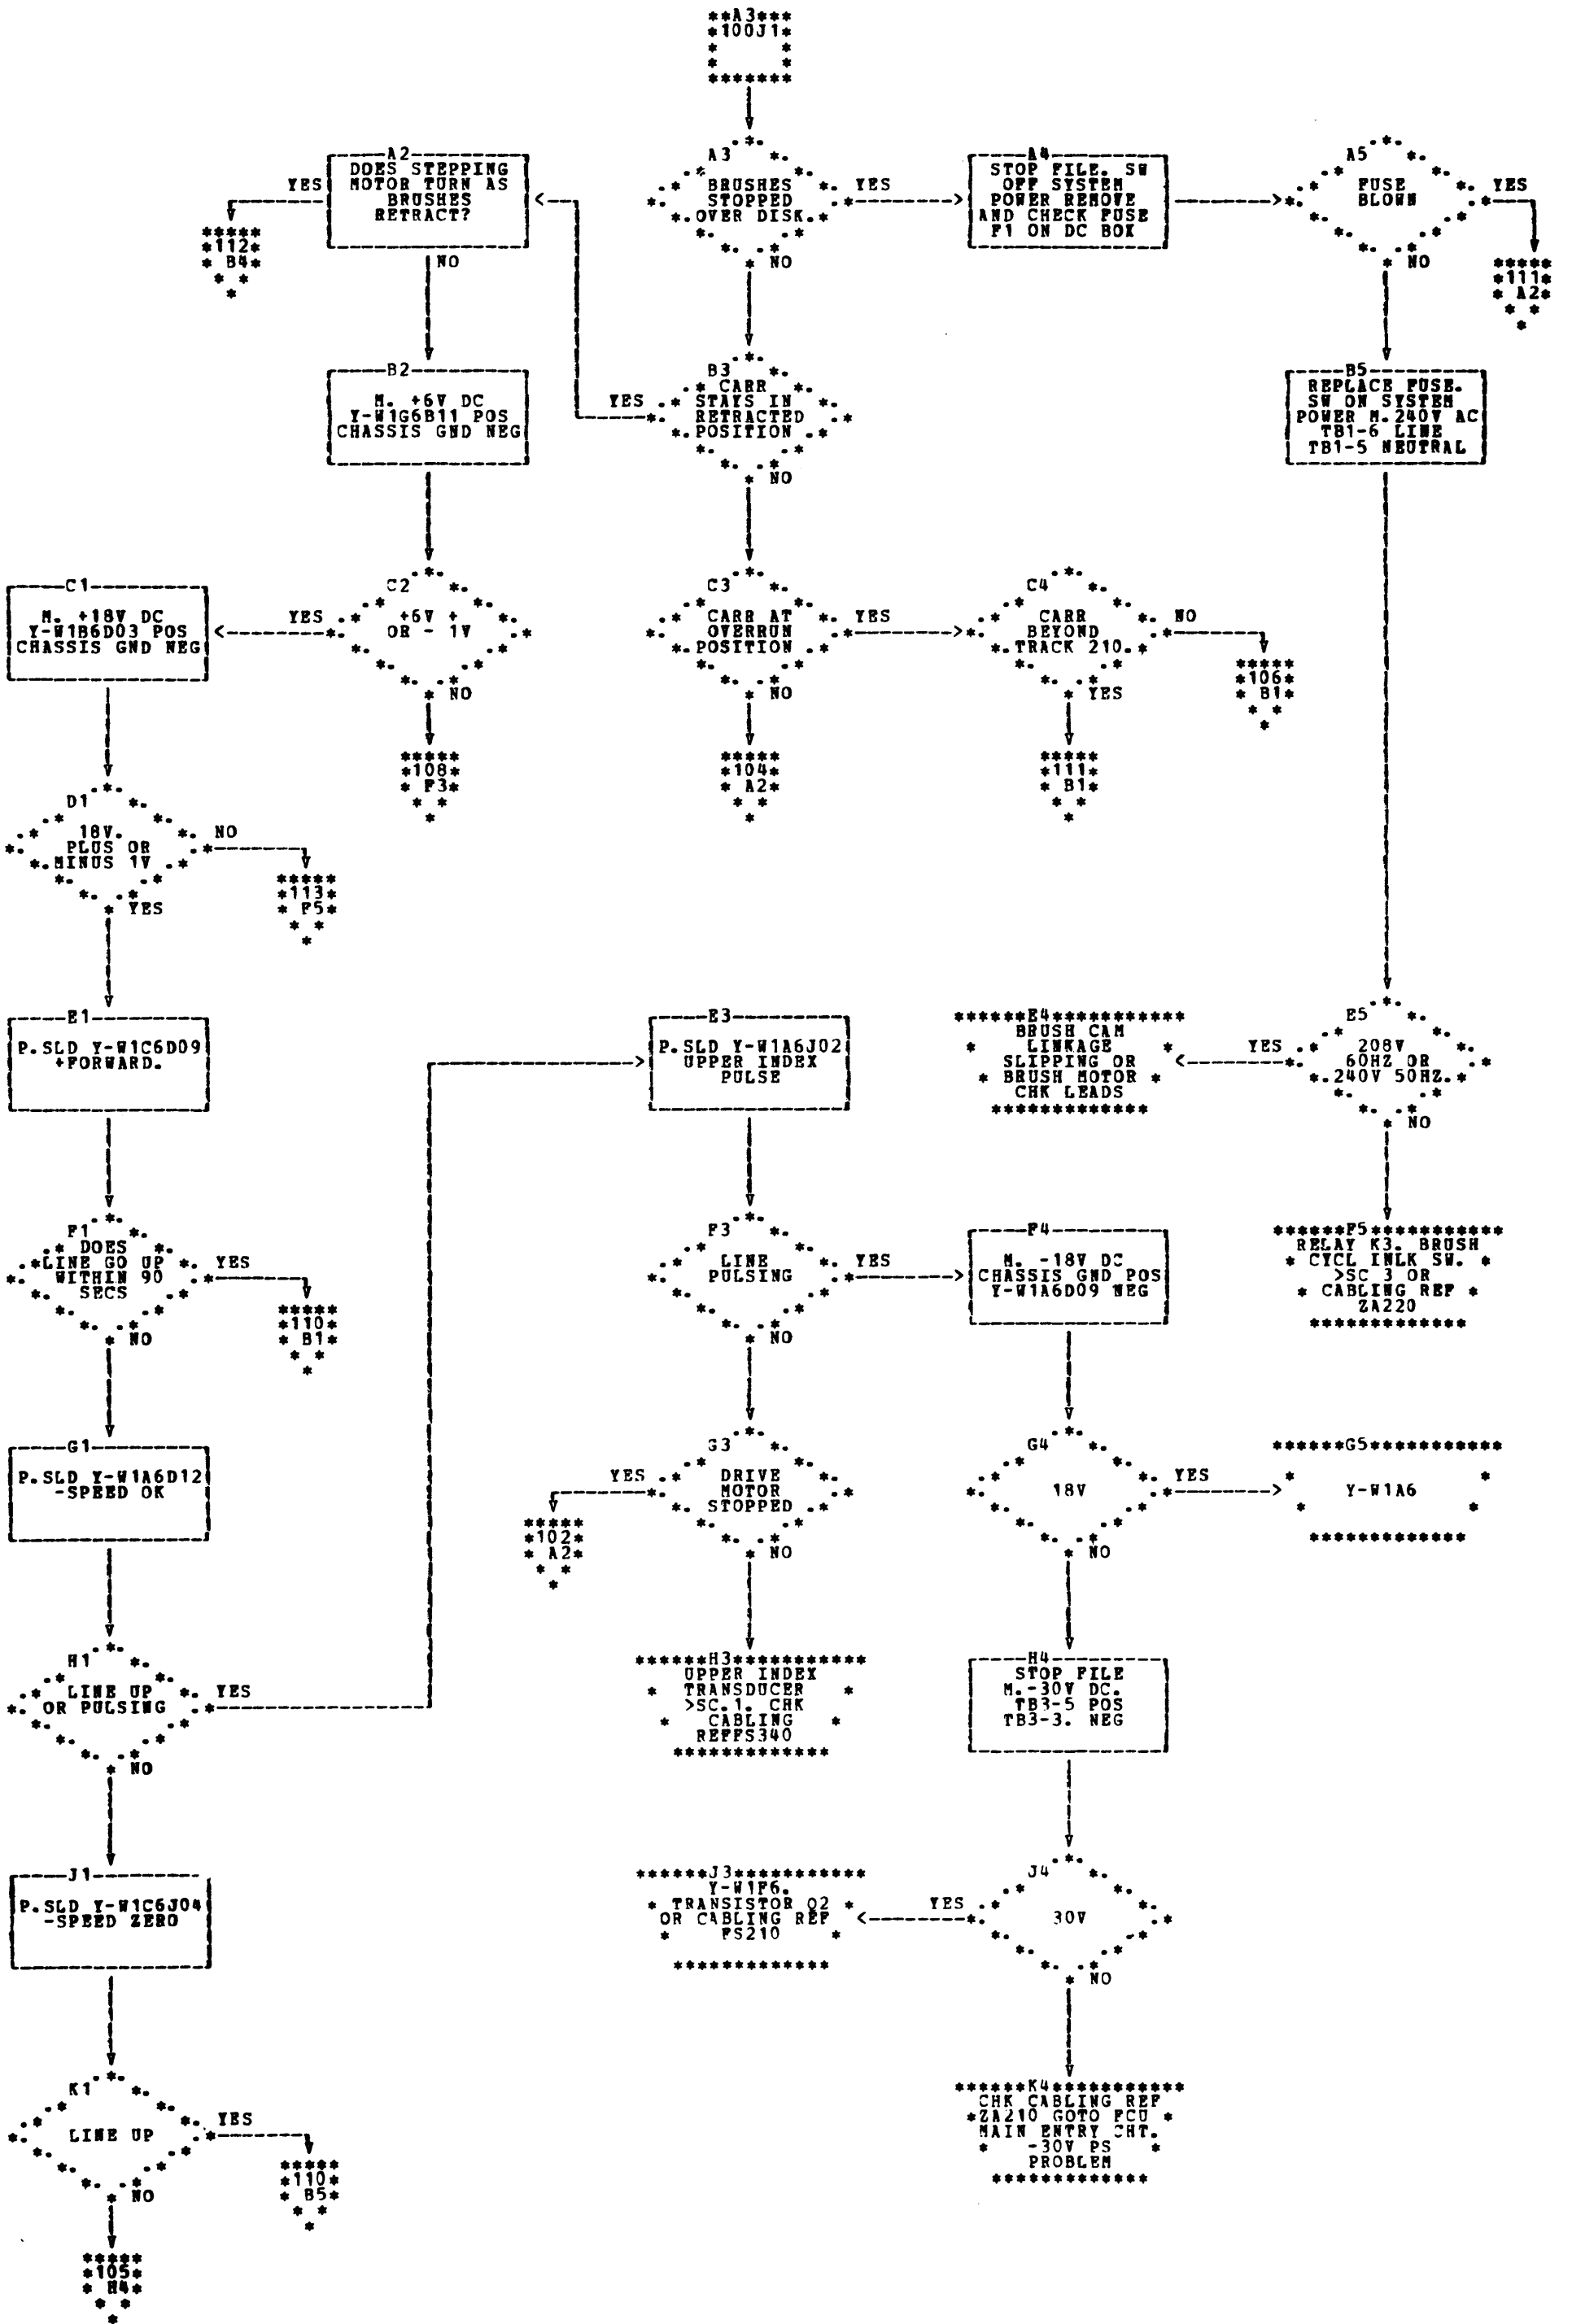 A3
100J1
A2
DOES STEPPING
MOTOR TURN AS
BRUSHES
RETRACT?
YES
NO
112
B4
A3
BRUSHES
STOPPED
OVER DISK.
YES
NO
A4
STOP FILE. SW
OFF SYSTEM
POWER REMOVE
AND CHECK FUSE
F1 ON DC BOX
A5
FUSE
BLOWN
YES
NO
111
A2
B2
M. +6V DC
Y-W1G6B11 POS
CHASSIS GND NEG
B3
CARR
STAYS IN
RETRACTED
POSITION
YES
NO
B5
REPLACE FUSE.
SW ON SYSTEM
POWER M.240V AC
TB1-6 LINE
TB1-5 NEUTRAL
C1
M. +18V DC
Y-W1B6D03 POS
CHASSIS GND NEG
C2
+6V +
OR - 1V
YES
NO
108
F3
C3
CARR AT
OVERRUN
POSITION
YES
NO
104
A2
C4
CARR
BEYOND
TRACK 210.
NO
YES
106
B1
111
B1
D1
18V.
PLUS OR
MINUS 1V
NO
YES
113
F5
E1
P.SLD Y-W1C6D09
+FORWARD.
E3
P.SLD Y-W1A6J02
UPPER INDEX
PULSE
E4
BRUSH CAM
LINKAGE
SLIPPING OR
BRUSH MOTOR
CHK LEADS
E5
208V
60HZ OR
240V 50HZ.
YES
NO
F1
DOES
LINE GO UP
WITHIN 90
SECS
YES
NO
110
B1
F3
LINE
PULSING
YES
NO
F4
M. -18V DC
CHASSIS GND POS
Y-W1A6D09 NEG
F5
RELAY K3. BRUSH
CYCL INLK SW.
>SC 3 OR
CABLING REF
ZA220
G1
P.SLD Y-W1A6D12
-SPEED OK
G3
DRIVE
MOTOR
STOPPED
YES
NO
102
A2
G4
18V
YES
NO
G5
Y-W1A6
H1
LINE UP
OR PULSING
YES
NO
H3
UPPER INDEX
TRANSDUCER
>SC.1. CHK
CABLING
REFFS340
H4
STOP FILE
M.-30V DC.
TB3-5 POS
TB3-3. NEG
J1
P.SLD Y-W1C6J04
-SPEED ZERO
J3
Y-W1F6.
TRANSISTOR Q2
OR CABLING REF
FS210
J4
30V
YES
NO
K1
LINE UP
YES
NO
110
B5
105
H4
K4
CHK CABLING REF
ZA210 GOTO FCU
MAIN ENTRY CHT.
-30V PS
PROBLEM